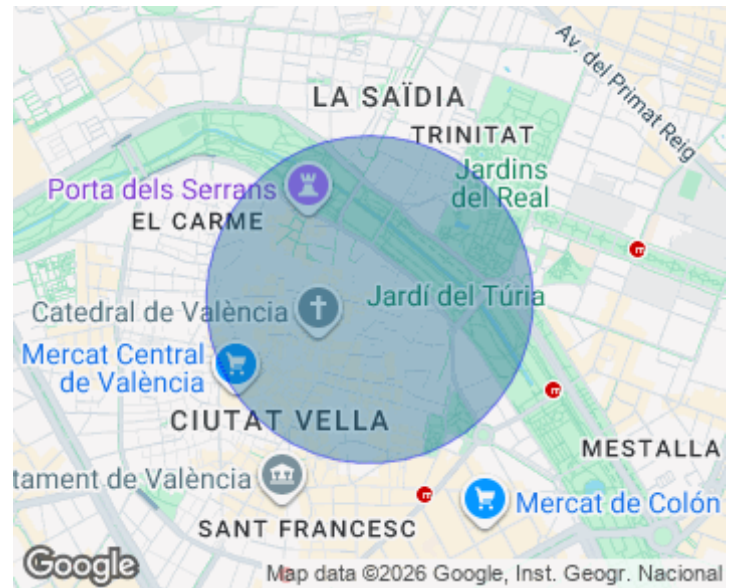 Av. del Primat Reig
LA SAÏDIA
TRINITAT
Jardins
del Real
Porta dels Serrans
EL CARME
Jardí del Túria
Catedral de València
Mercat Central
de València
CIUTAT VELLA
MESTALLA
tament de València
Mercat de Colón
SANT FRANCESC
Google
Map data ©2026 Google, Inst. Geogr. Nacional